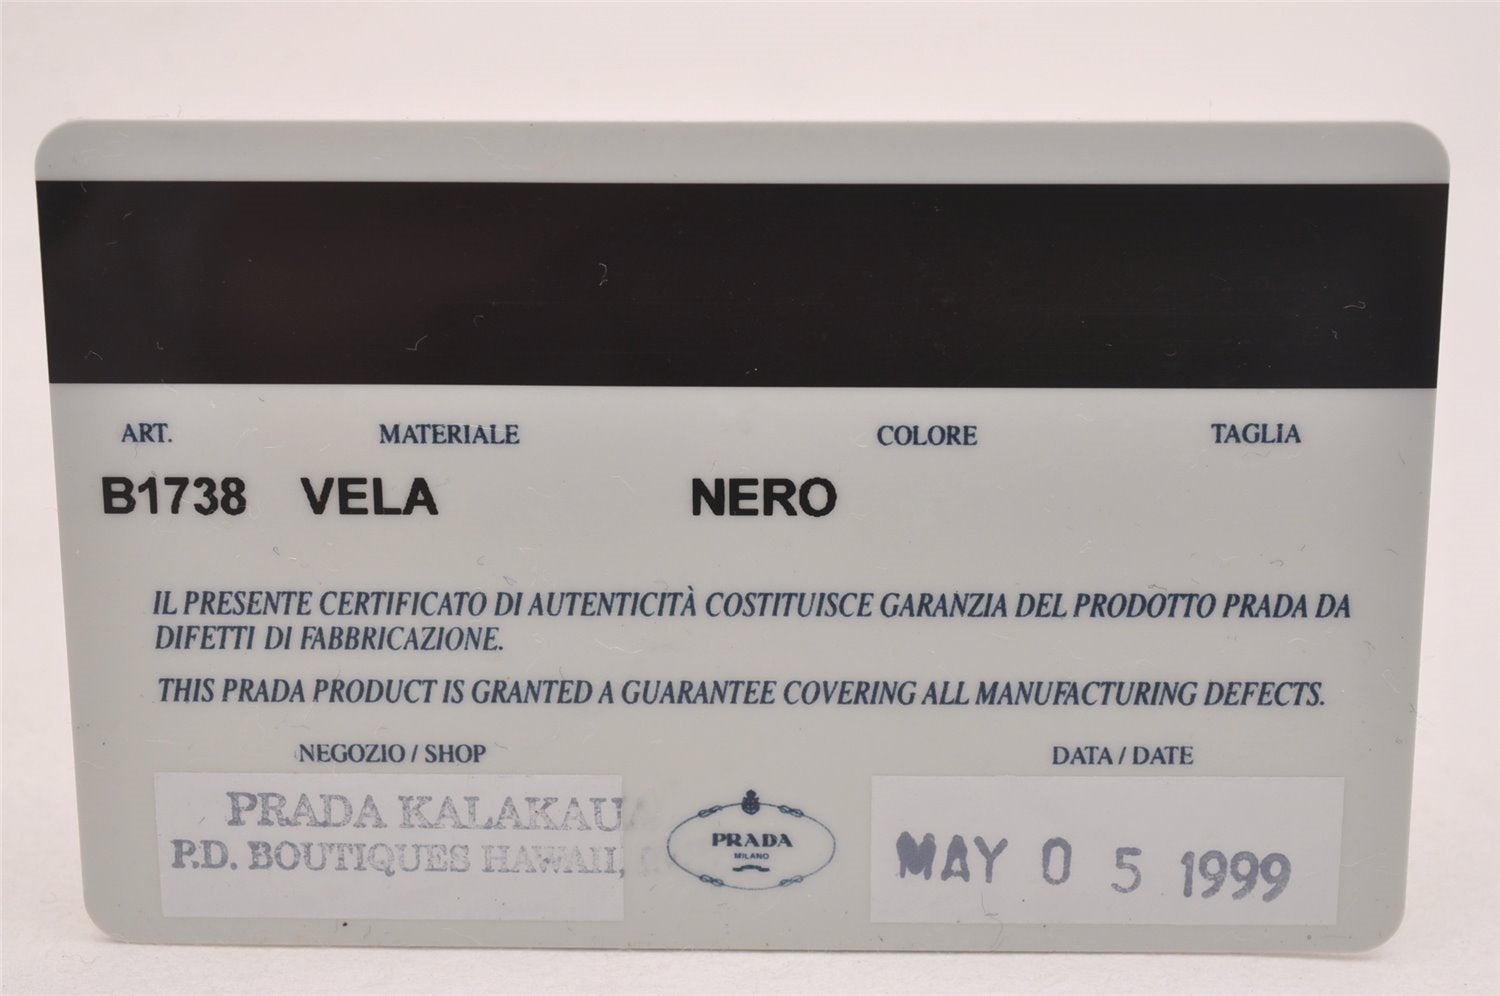 ART. MATERIALE COLORE TAGLIA
B1738 VELA NERO
IL PRESENTE CERTIFICATO DI AUTENTICITÀ COSTITUISCE GARANZIA DEL PRODOTTO PRADA DA
DIFETTI DI FABBRICAZIONE.
THIS PRADA PRODUCT IS GRANTED A GUARANTEE COVERING ALL MANUFACTURING DEFECTS.
NEGOZIO / SHOP
PRADA KALAKAUA
P.D. BOUTIQUES HAWAII,
PRADA
MILANO
DATA / DATE
MAY 05 1999